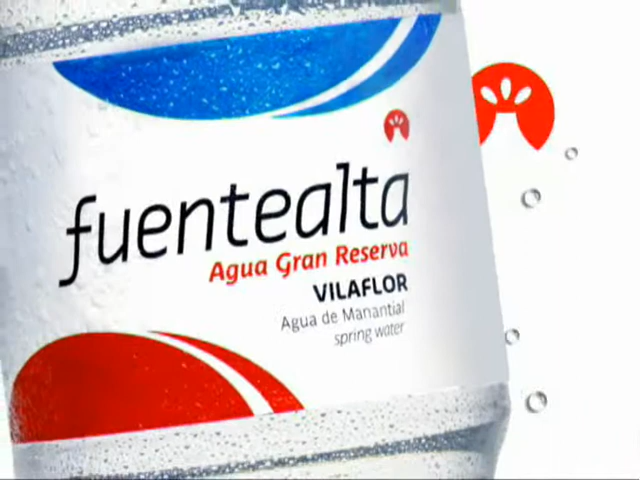 fuentealta
Agua Gran Reserva
VILAFLOR
Agua de Manantial
spring water